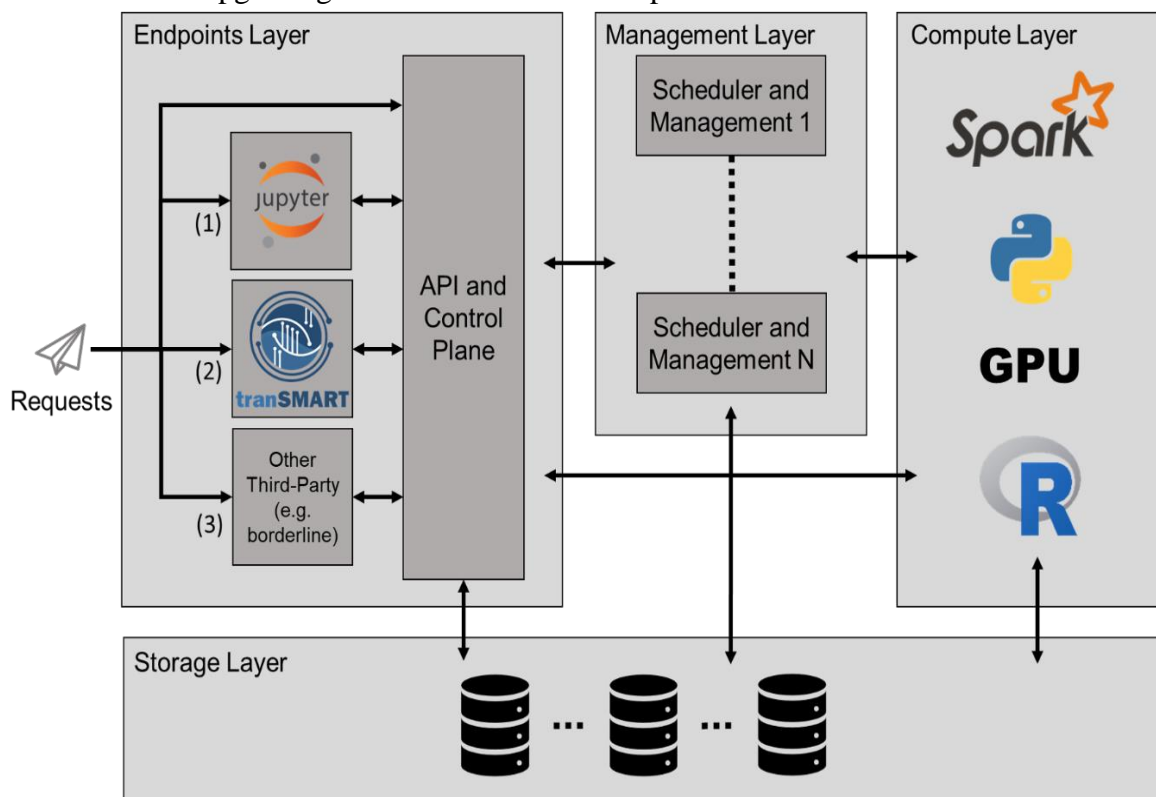 Endpoints Layer
Management Layer
Compute Layer
Scheduler and
Management 1
Spark
(1)
jupyter
API and
Control
Plane
Scheduler and
Management N
Requests
(2)
tranSMART
GPU
(3)
Other
Third-Party
(e.g.
borderline)
R
Storage Layer